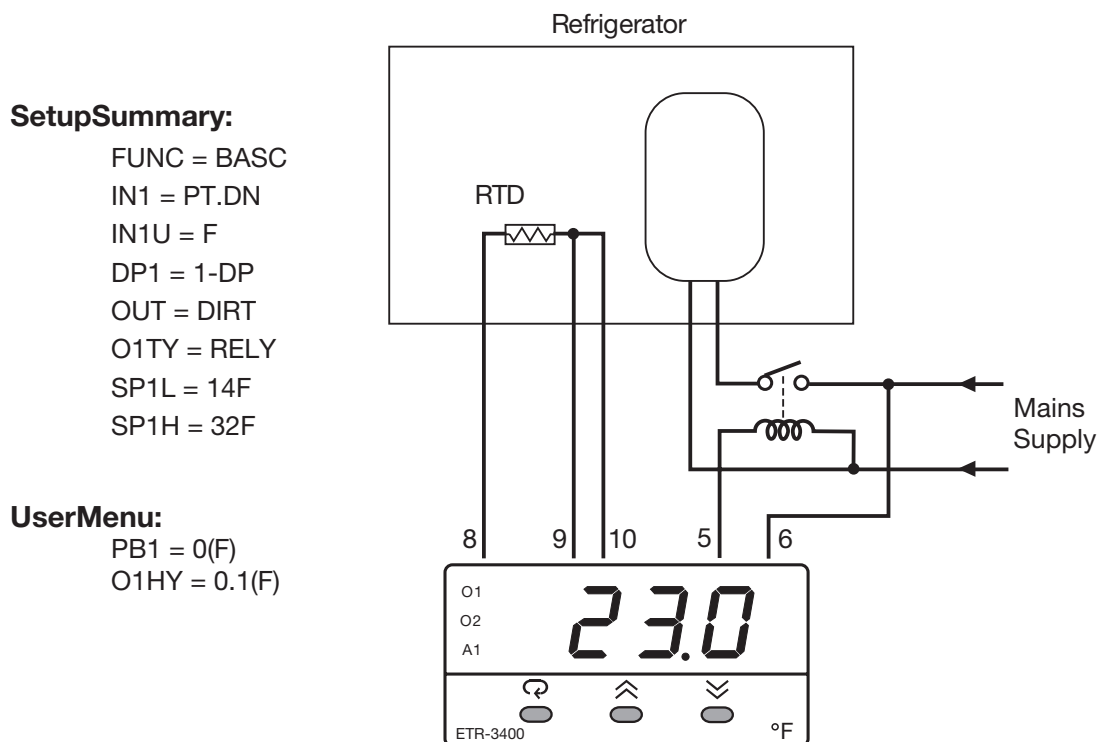 Refrigerator
SetupSummary:
FUNC = BASC
IN1 = PT.DN
IN1U = F
DP1 = 1-DP
OUT = DIRT
O1TY = RELY
SP1L = 14F
SP1H = 32F
RTD
Mains
Supply
UserMenu:
PB1 = 0(F)
O1HY = 0.1(F)
8 9 10 5 6
O1
O2
A1
23.0
ETR-3400
°F